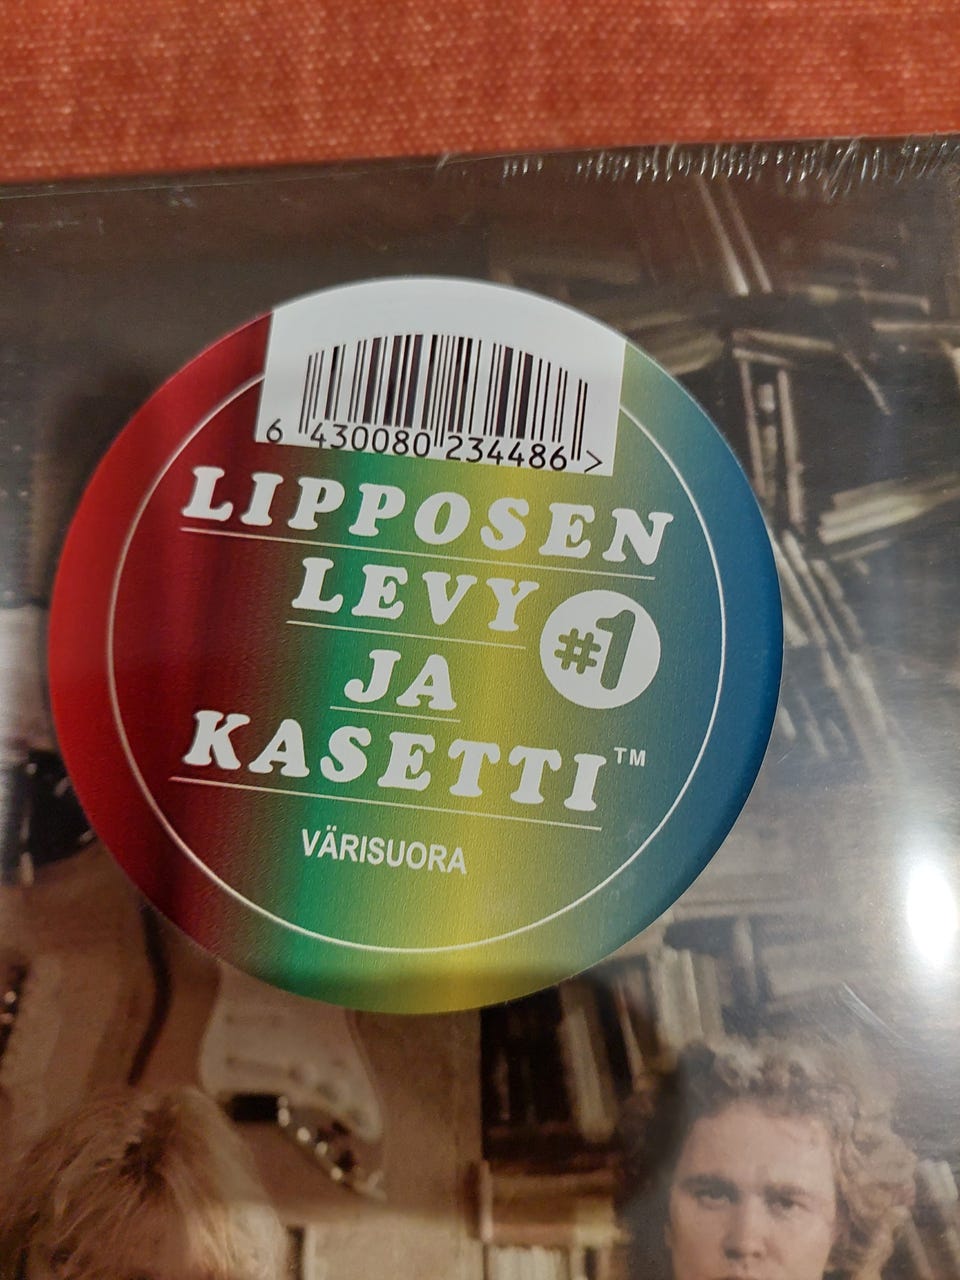 6 430080 234486 >
LIPPOSEN
LEVY
#1
JA
KASETTI™
VÄRISUORA